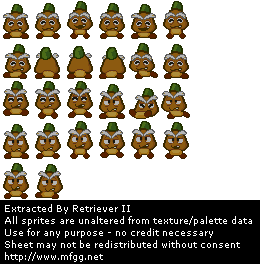 Extracted By Retriever II
All sprites are unaltered from texture/palette data
Use for any purpose - no credit necessary
Sheet may not be redistributed without consent
http://www.mfgg.net